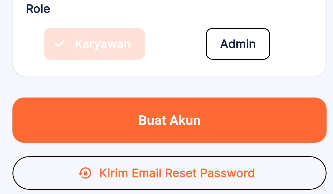 Role
Karyawan
Admin
Buat Akun
Kirim Email Reset Password